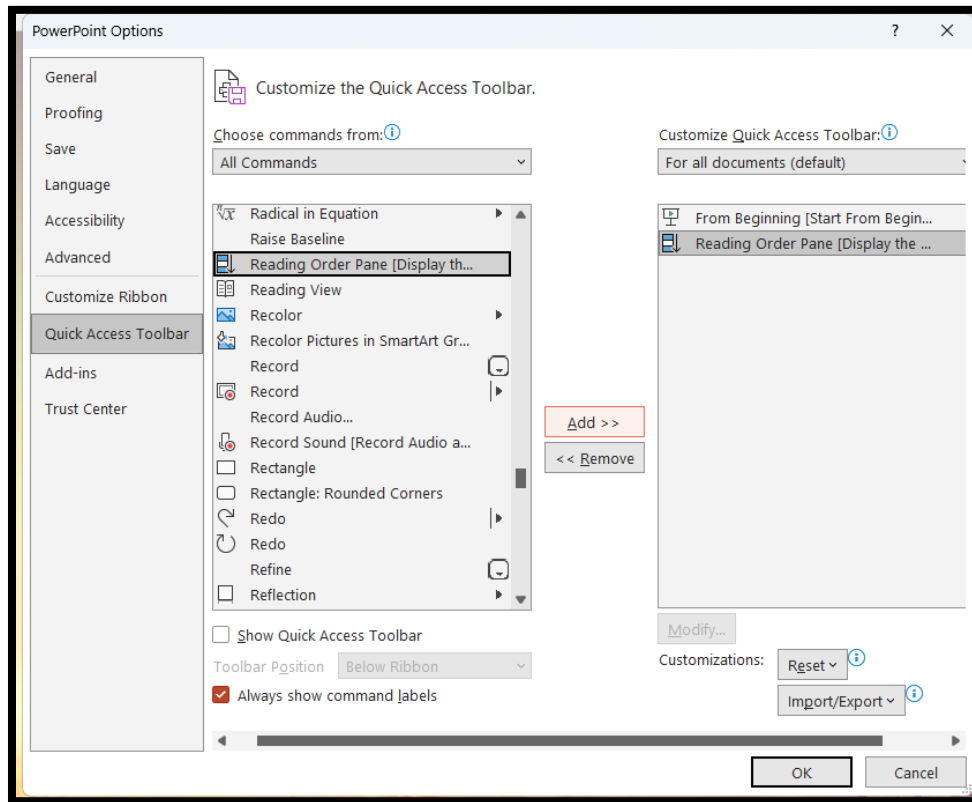 PowerPoint Options
?
General
Proofing
Save
Language
Accessibility
Advanced
Customize Ribbon
Quick Access Toolbar
Add-ins
Trust Center
Customize the Quick Access Toolbar.
Choose commands from:
All Commands
Radical in Equation
Raise Baseline
Reading Order Pane [Display th...
Reading View
Recolor
Recolor Pictures in SmartArt Gr...
Record
Record
Record Audio...
Record Sound [Record Audio a...
Rectangle
Rectangle: Rounded Corners
Redo
Redo
Refine
Reflection
Show Quick Access Toolbar
Toolbar Position Below Ribbon
Always show command labels
Add >>
<< Remove
Customize Quick Access Toolbar:
For all documents (default)
From Beginning [Start From Begin...
Reading Order Pane [Display the ...
Modify...
Customizations: Reset
Import/Export
OK Cancel